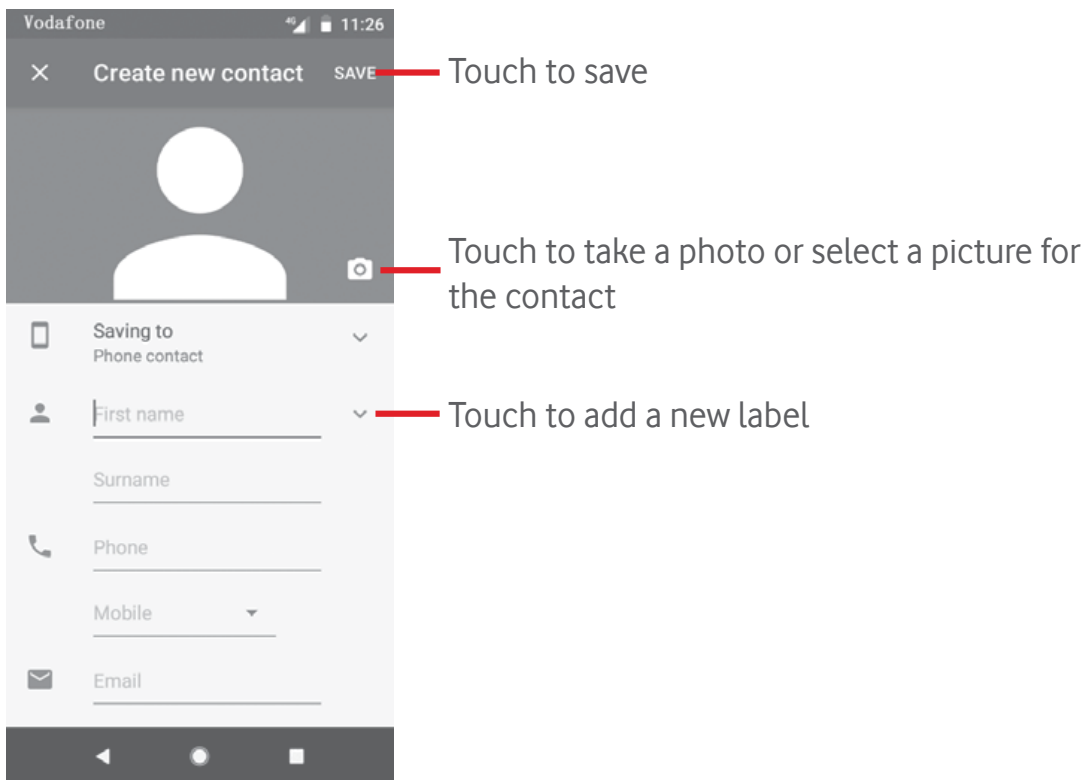 Vodafone 4G 11:26
Create new contact SAVE
Touch to save
Touch to take a photo or select a picture for
the contact
Saving to
Phone contact
First name
Touch to add a new label
Surname
Phone
Mobile
Email